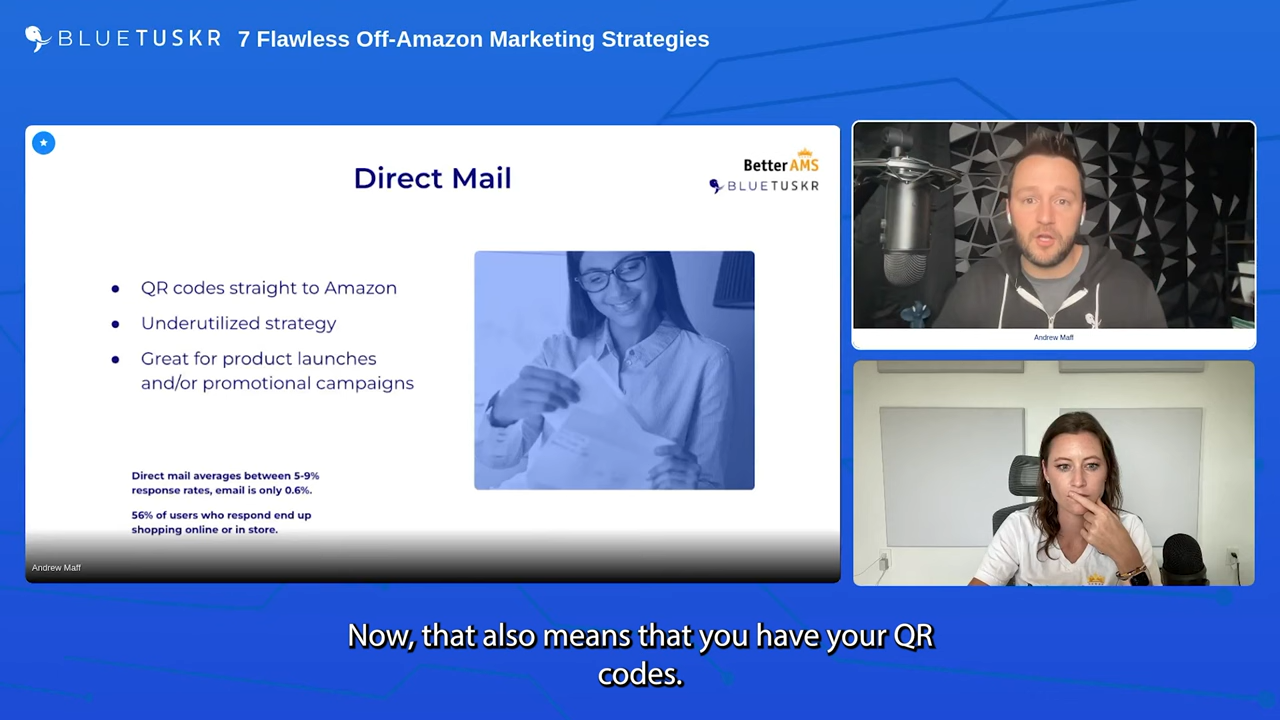 BLUETUSKR 7 Flawless Off-Amazon Marketing Strategies
Direct Mail
BetterAMS
BLUETUSKR
● QR codes straight to Amazon
● Underutilized strategy
● Great for product launches
and/or promotional campaigns
Direct mail averages between 5-9%
response rates, email is only 0.6%.
56% of users who respond end up
shopping online or in store.
Andrew Maff
Andrew Maff
Now, that also means that you have your QR
codes.